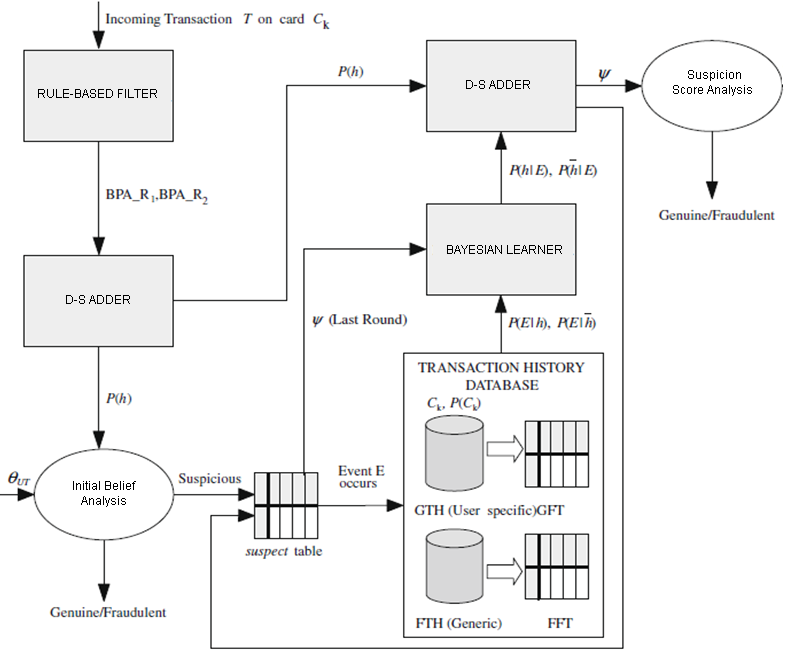 Incoming Transaction T on card Cₖ
RULE-BASED FILTER
BPA_R₁,BPA_R₂
D-S ADDER
P(h)
θ_UT
Initial Belief
Analysis
Genuine/Fraudulent
Suspicious
suspect table
P(h)
D-S ADDER
ψ
Suspicion
Score Analysis
Genuine/Fraudulent
P(h|E), P(h̄|E)
BAYESIAN LEARNER
ψ (Last Round)
P(E|h), P(E|h̄)
Event E
occurs
TRANSACTION HISTORY
DATABASE
Cₖ, P(Cₖ)
GTH (User specific)GFT
FTH (Generic) FFT